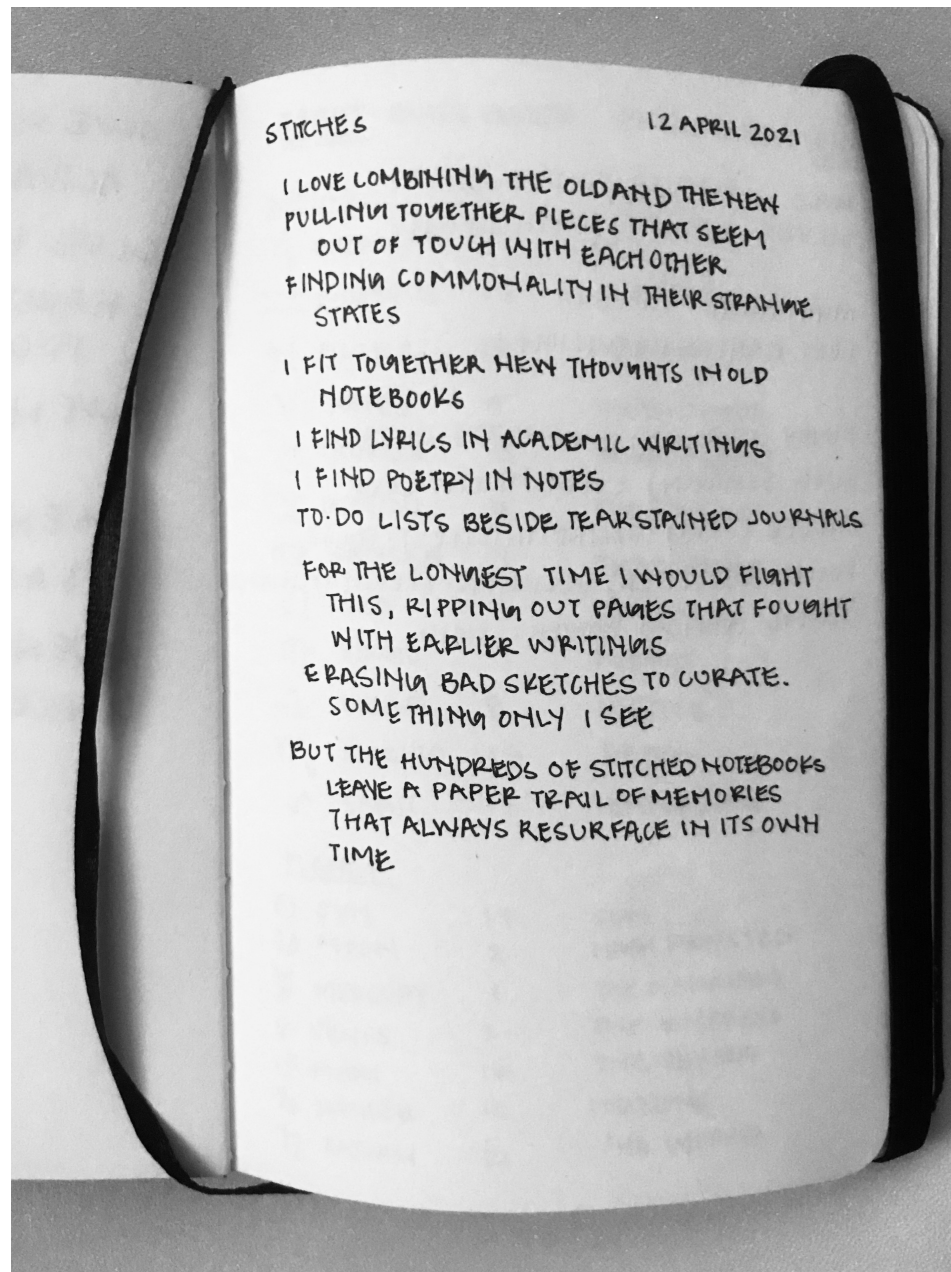 STITCHES 12 APRIL 2021
I LOVE COMBINING THE OLD AND THE NEW
PULLING TOGETHER PIECES THAT SEEM
OUT OF TOUCH WITH EACH OTHER
FINDING COMMONALITY IN THEIR STRANGE
STATES
I FIT TOGETHER NEW THOUGHTS IN OLD
NOTEBOOKS
I FIND LYRICS IN ACADEMIC WRITINGS
I FIND POETRY IN NOTES
TO-DO LISTS BESIDE TEAR STAINED JOURNALS
FOR THE LONGEST TIME I WOULD FIGHT
THIS, RIPPING OUT PAGES THAT FOUGHT
WITH EARLIER WRITINGS
ERASING BAD SKETCHES TO CURATE.
SOMETHING ONLY I SEE
BUT THE HUNDREDS OF STITCHED NOTEBOOKS
LEAVE A PAPER TRAIL OF MEMORIES
THAT ALWAYS RESURFACE IN ITS OWN
TIME